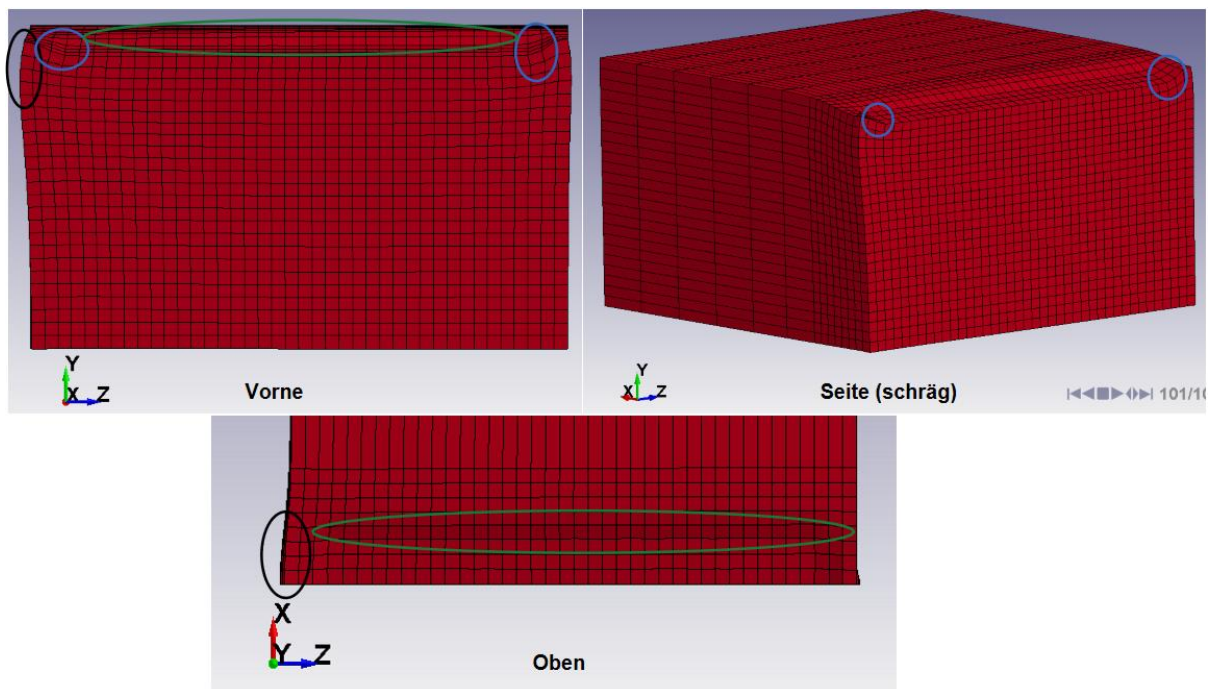 Y
X Z
Vorne
Y
X Z
Seite (schräg)
101/10
X
Y Z
Oben